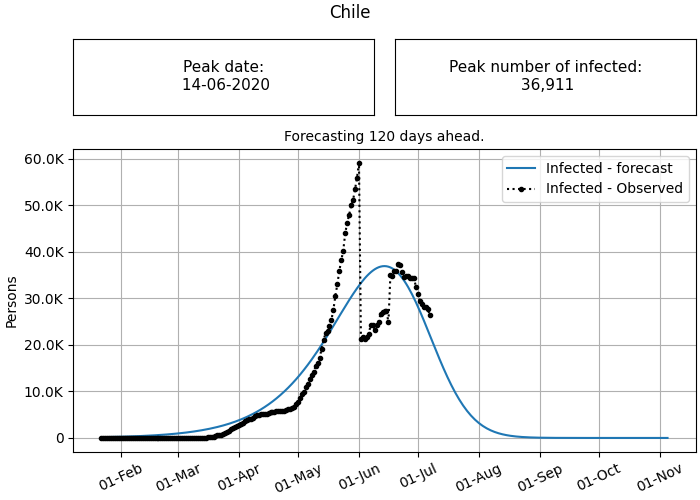 Chile
Peak date:
14-06-2020
Peak number of infected:
36,911
Forecasting 120 days ahead.
Infected - forecast
Infected - Observed
60.0K
50.0K
40.0K
30.0K
20.0K
10.0K
0
Persons
01-Feb
01-Mar
01-Apr
01-May
01-Jun
01-Jul
01-Aug
01-Sep
01-Oct
01-Nov